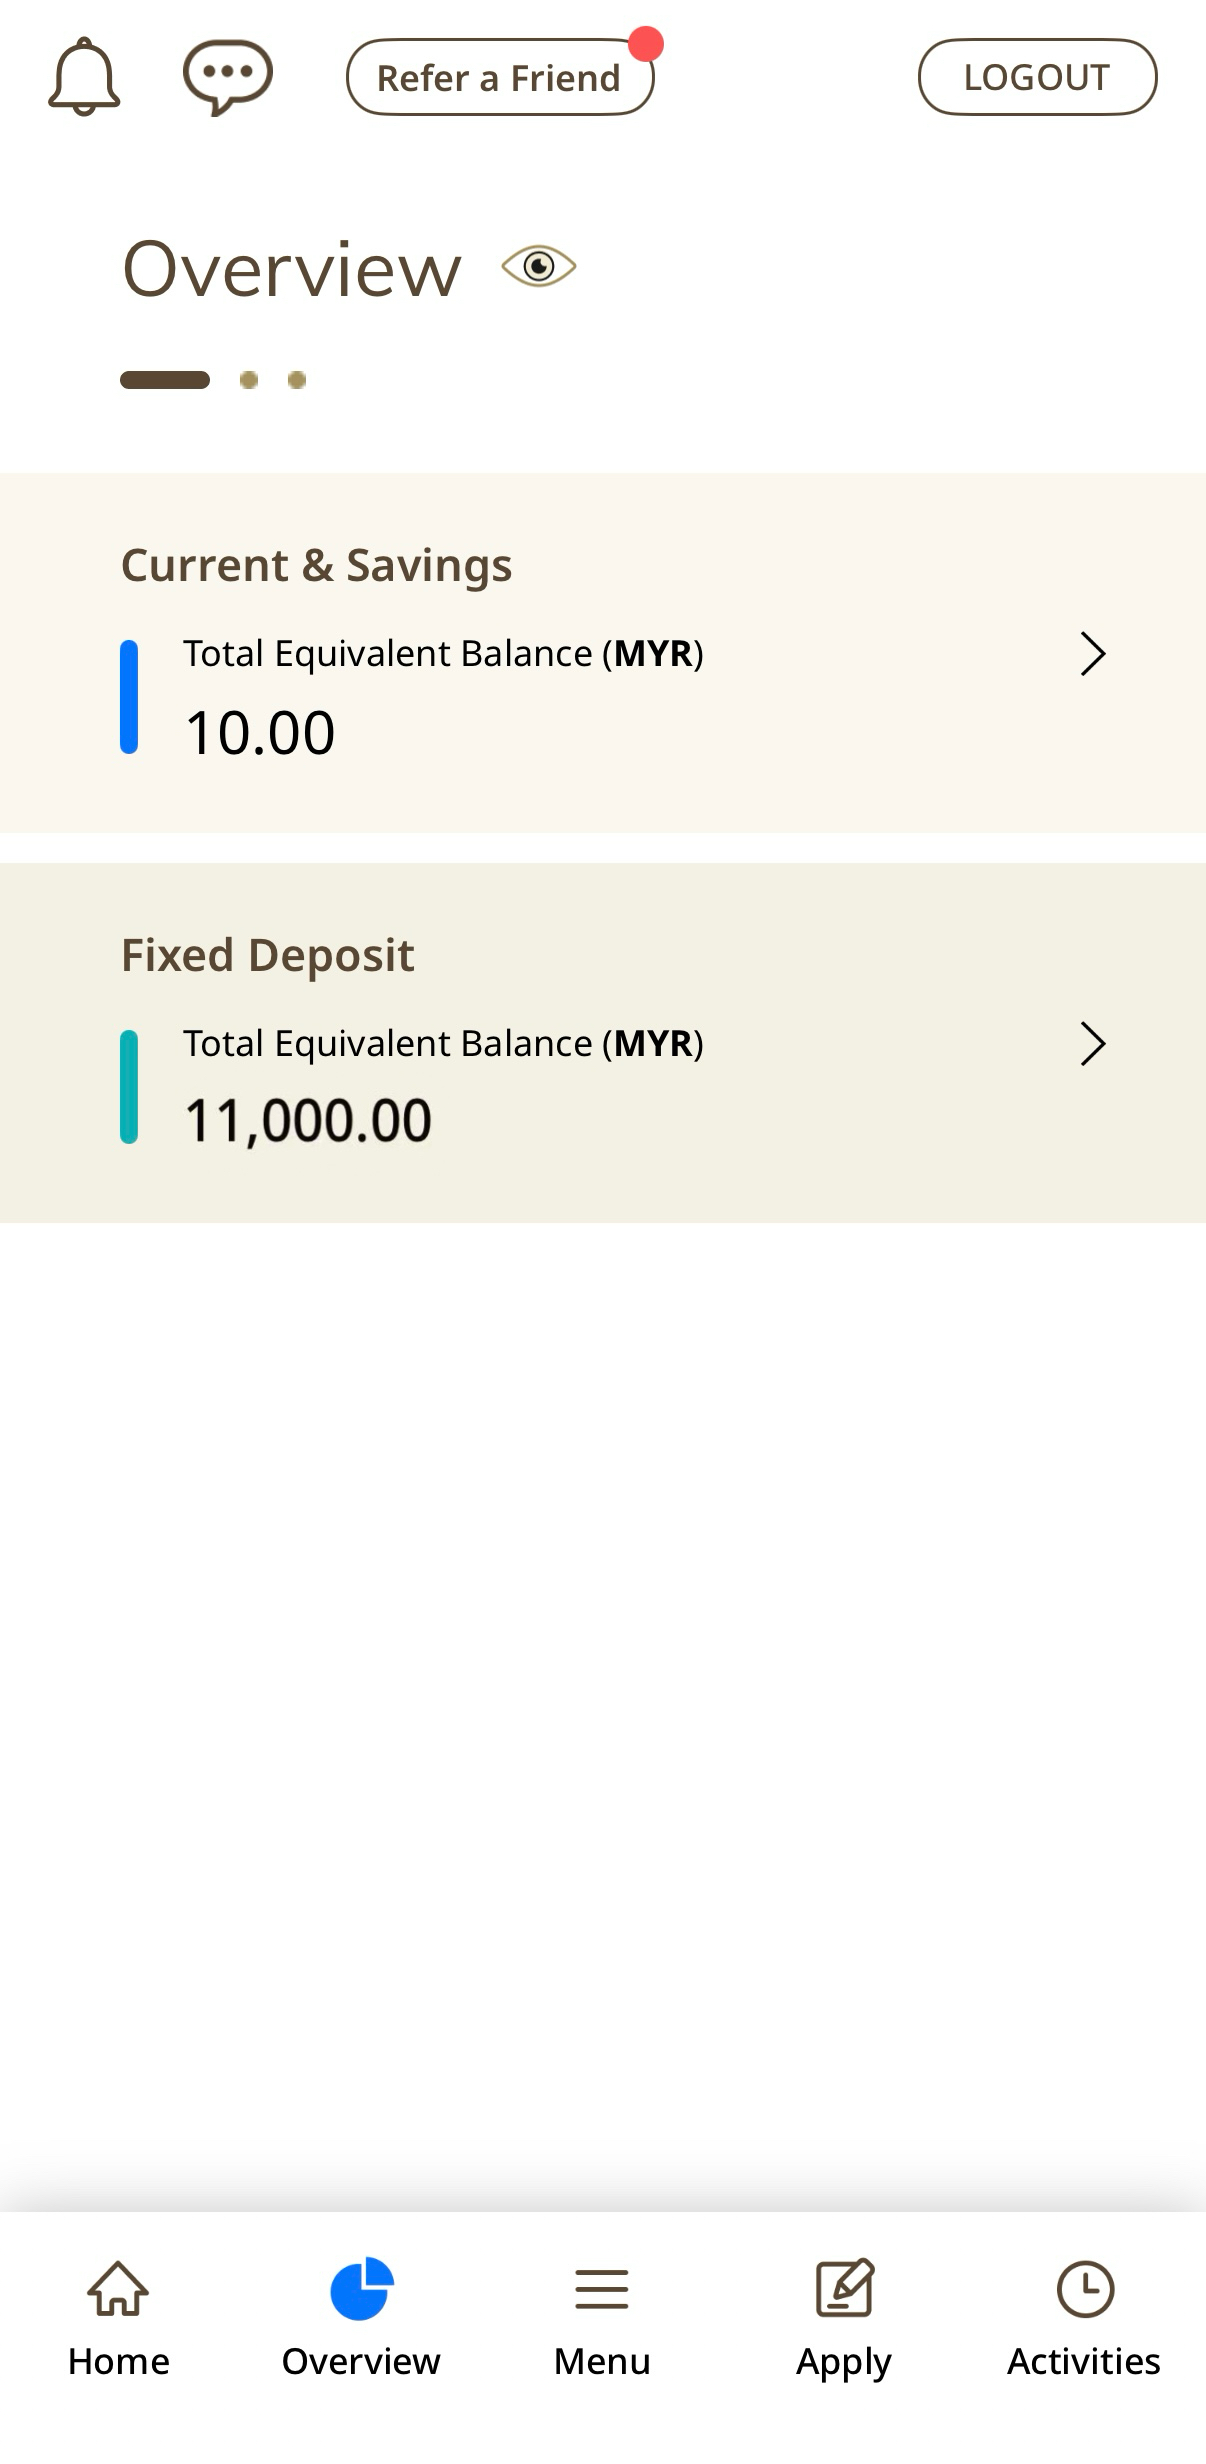 Refer a Friend
LOGOUT
Overview
Current & Savings
Total Equivalent Balance (MYR)
10.00
Fixed Deposit
Total Equivalent Balance (MYR)
11,000.00
Home
Overview
Menu
Apply
Activities